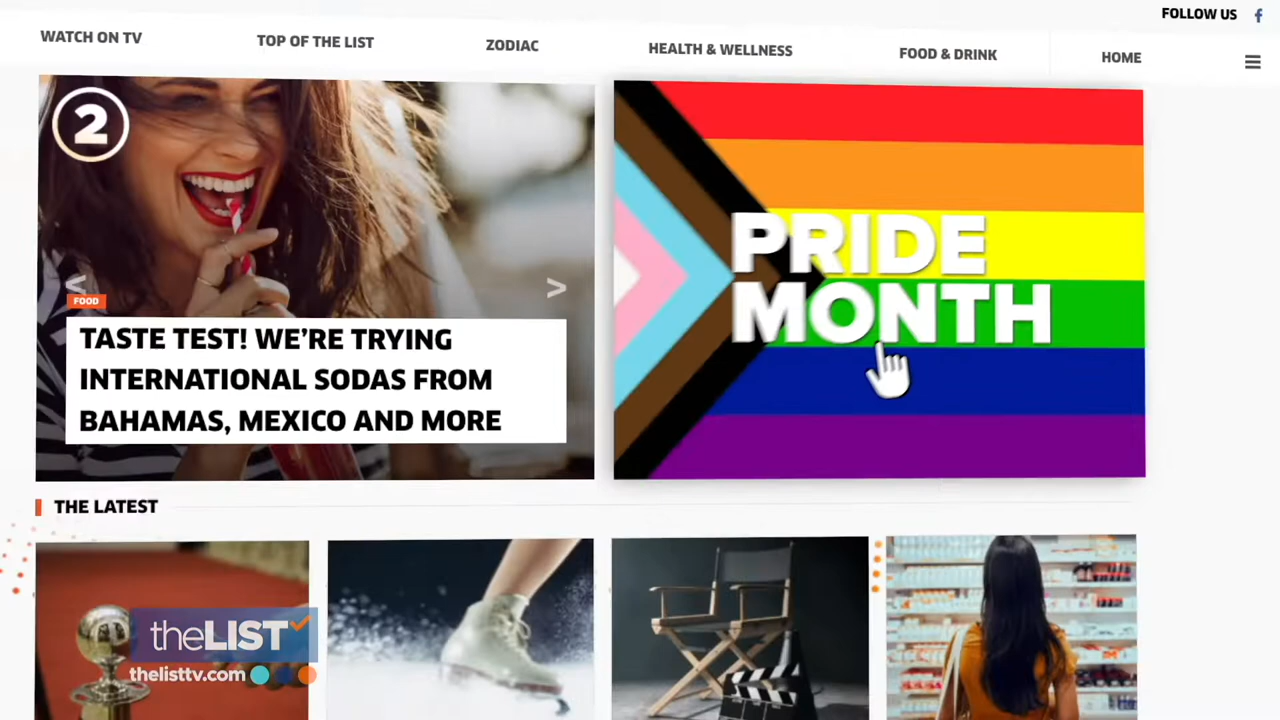 FOLLOW US
WATCH ON TV
TOP OF THE LIST
ZODIAC
HEALTH & WELLNESS
FOOD & DRINK
HOME
2
<
>
FOOD
TASTE TEST! WE'RE TRYING
INTERNATIONAL SODAS FROM
BAHAMAS, MEXICO AND MORE
PRIDE
MONTH
THE LATEST
theLIST
thelisttv.com